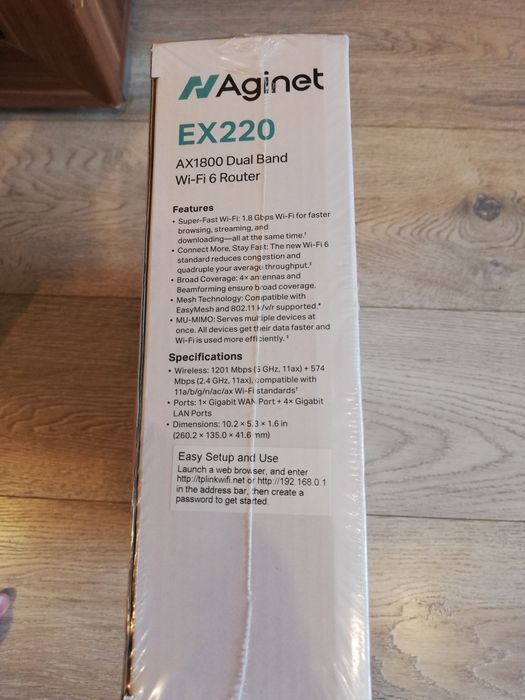 Aginet
EX220
AX1800 Dual Band
Wi-Fi 6 Router
Features
• Super-Fast Wi-Fi: 1.8 Gbps Wi-Fi for faster
browsing, streaming, and
downloading—all at the same time.†
• Connect More, Stay Fast: The new Wi-Fi 6
standard reduces congestion and
quadruple your average throughput.‡
• Broad Coverage: 4× antennas and
Beamforming ensure broad coverage.
• Mesh Technology: Compatible with
EasyMesh and 802.11 k/v/r supported.*
• MU-MIMO: Serves multiple devices at
once. All devices get their data faster and
Wi-Fi is used more efficiently. ‡
Specifications
• Wireless: 1201 Mbps (5 GHz, 11ax) + 574
Mbps (2.4 GHz, 11ax), compatible with
11a/b/g/n/ac/ax Wi-Fi standards†
• Ports: 1× Gigabit WAN Port + 4× Gigabit
LAN Ports
• Dimensions: 10.2 × 5.3 × 1.6 in
(260.2 × 135.0 × 41.6 mm)
Easy Setup and Use
Launch a web browser, and enter
http://tplinkwifi.net or http://192.168.0.1
in the address bar, then create a
password to get started.